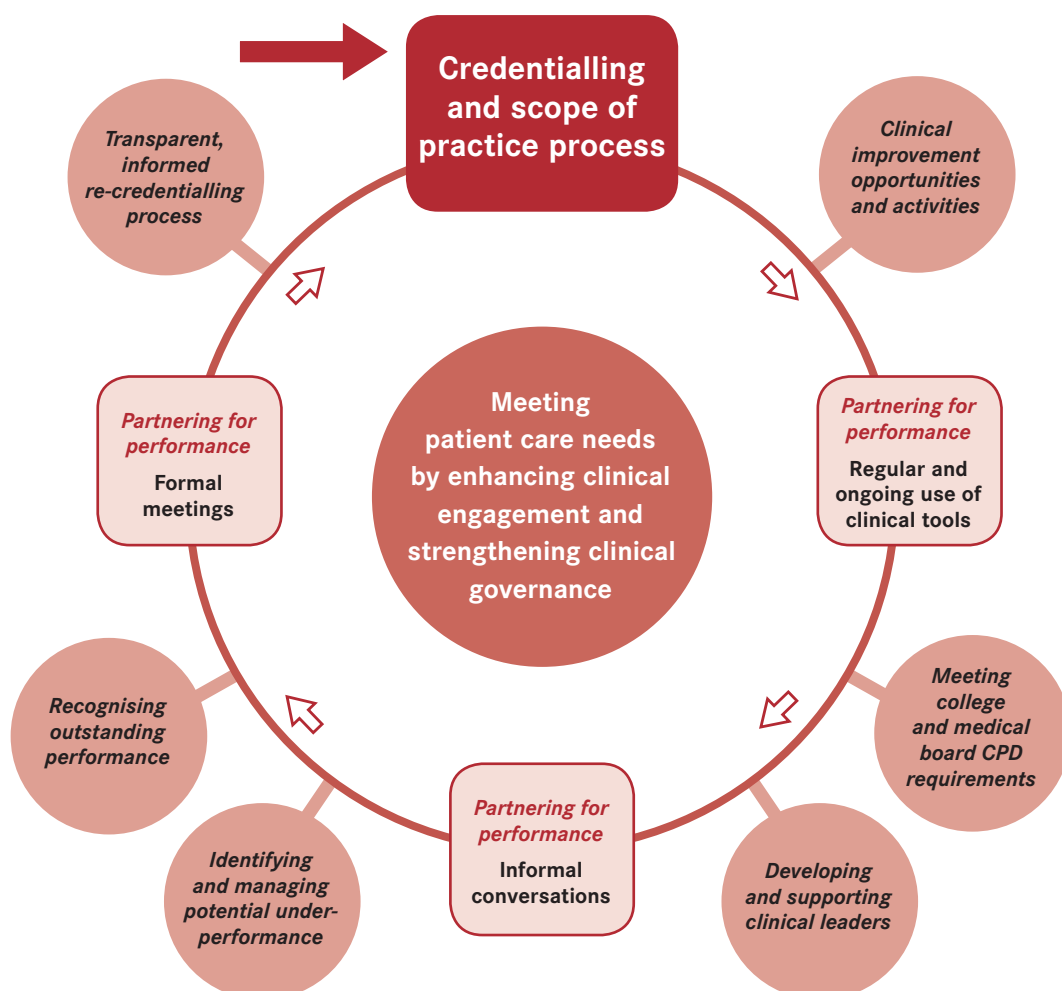 Credentialling
and scope of
practice process
Clinical
improvement
opportunities
and activities
Partnering for
performance
Regular and
ongoing use of
clinical tools
Meeting
college
and medical
board CPD
requirements
Developing
and supporting
clinical leaders
Partnering for
performance
Informal
conversations
Identifying
and managing
potential under-
performance
Recognising
outstanding
performance
Partnering for
performance
Formal
meetings
Transparent,
informed
re-credentialling
process
Meeting
patient care needs
by enhancing clinical
engagement and
strengthening clinical
governance